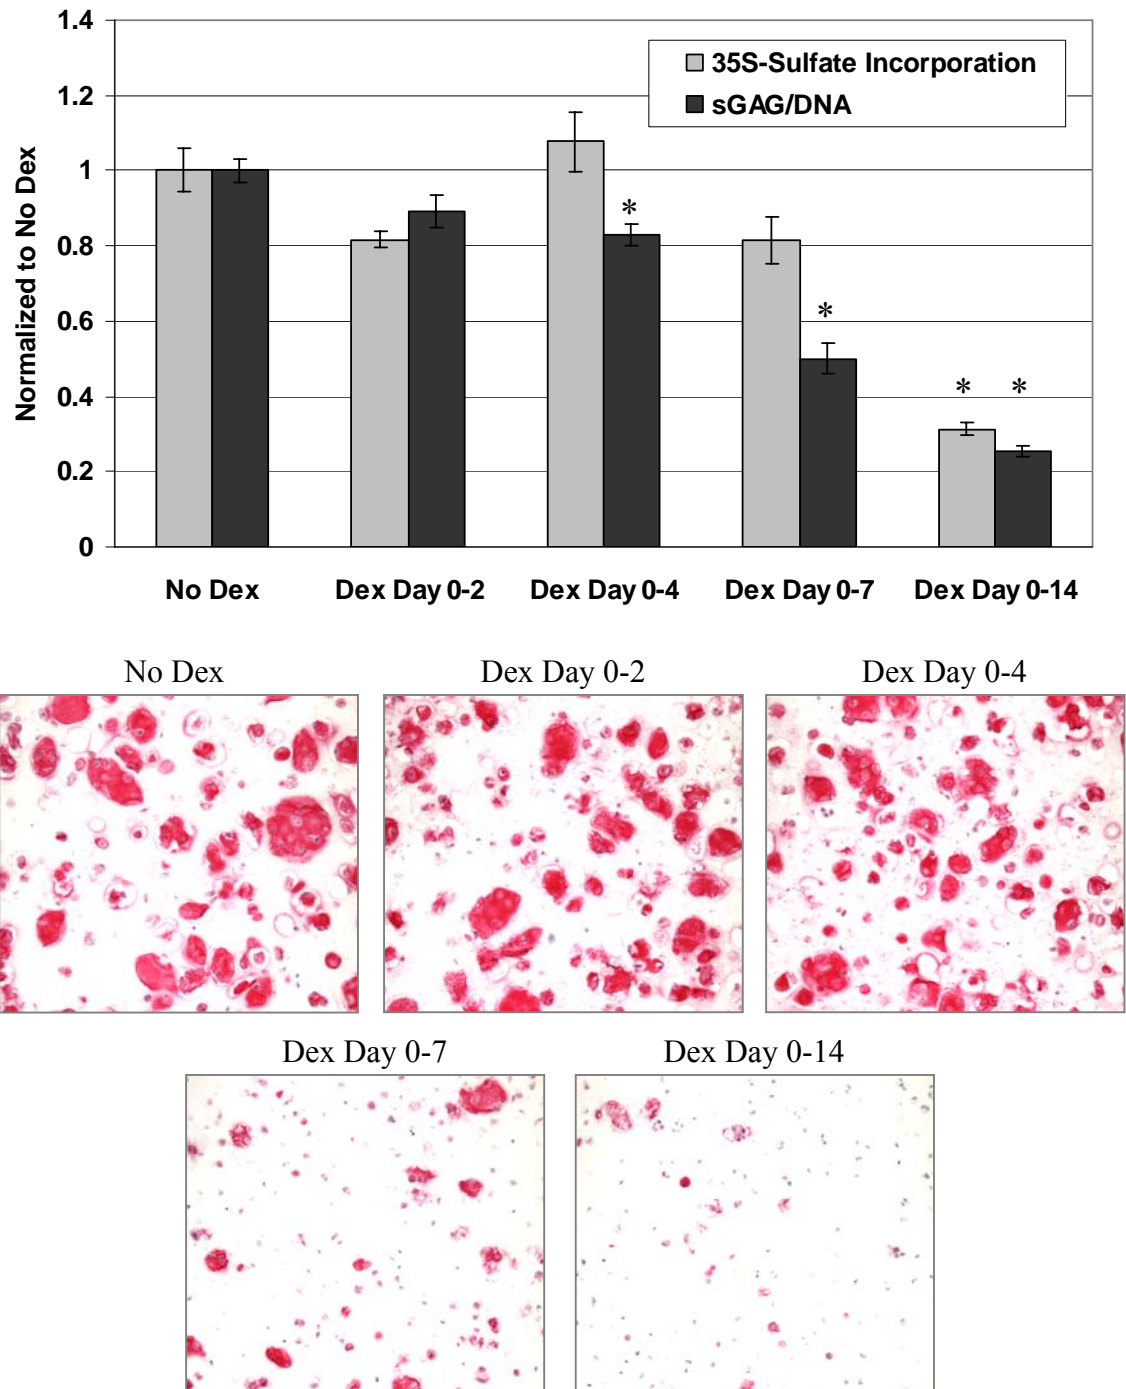 1.4
1.2
1
0.8
0.6
0.4
0.2
0
Normalized to No Dex
35S-Sulfate Incorporation
sGAG/DNA
*
*
* *
No Dex Dex Day 0-2 Dex Day 0-4 Dex Day 0-7 Dex Day 0-14
No Dex Dex Day 0-2 Dex Day 0-4
Dex Day 0-7 Dex Day 0-14